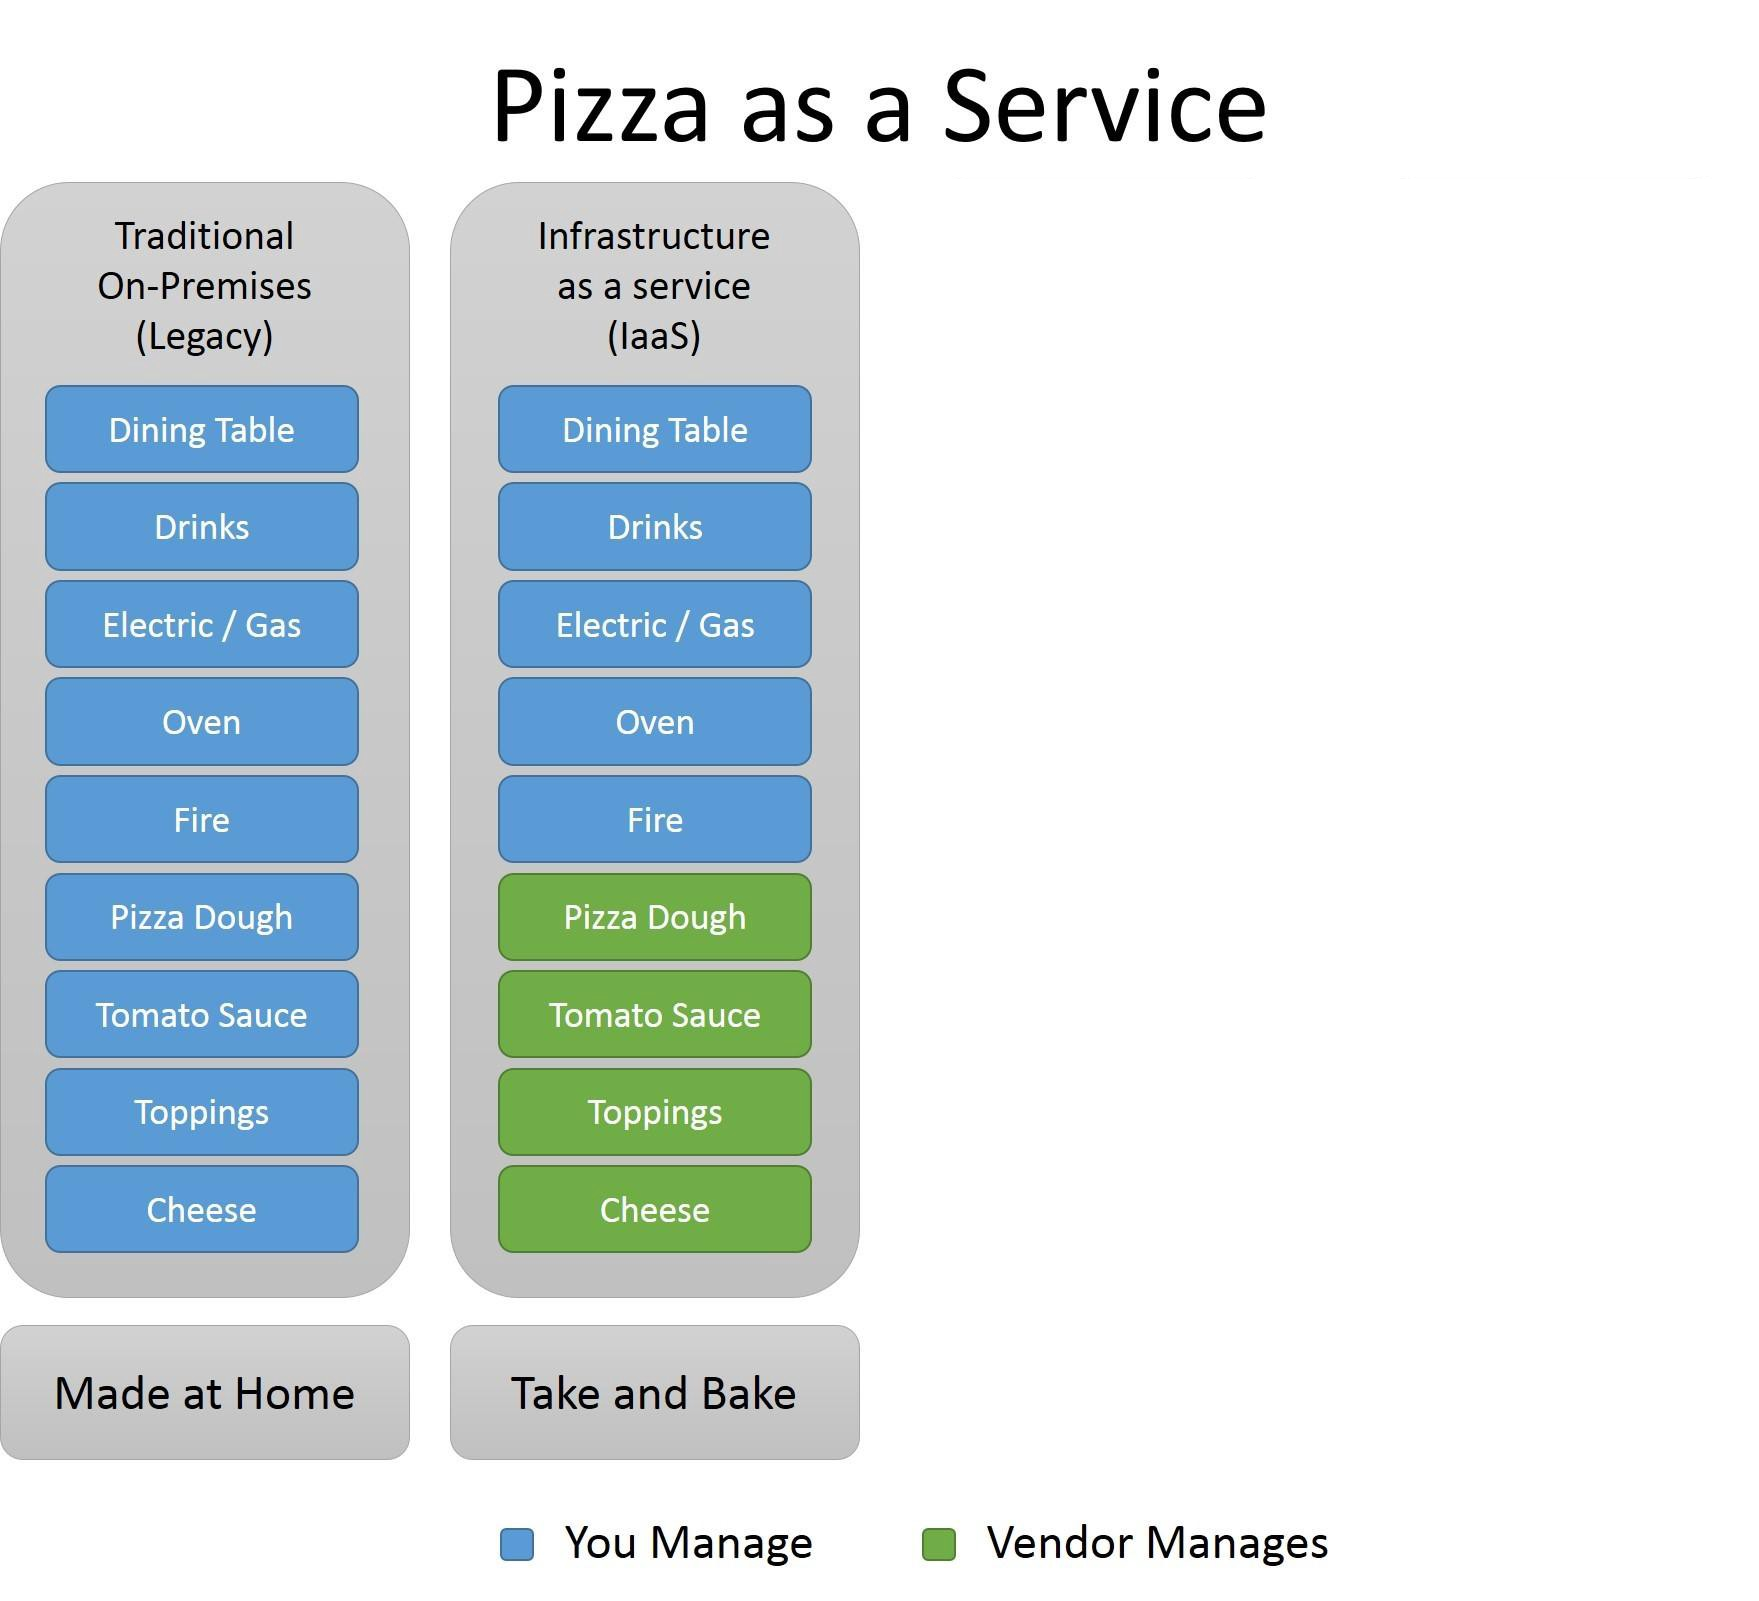 Pizza as a Service
Traditional
On-Premises
(Legacy)
Dining Table
Drinks
Electric / Gas
Oven
Fire
Pizza Dough
Tomato Sauce
Toppings
Cheese
Made at Home
Infrastructure
as a service
(IaaS)
Dining Table
Drinks
Electric / Gas
Oven
Fire
Pizza Dough
Tomato Sauce
Toppings
Cheese
Take and Bake
You Manage
Vendor Manages